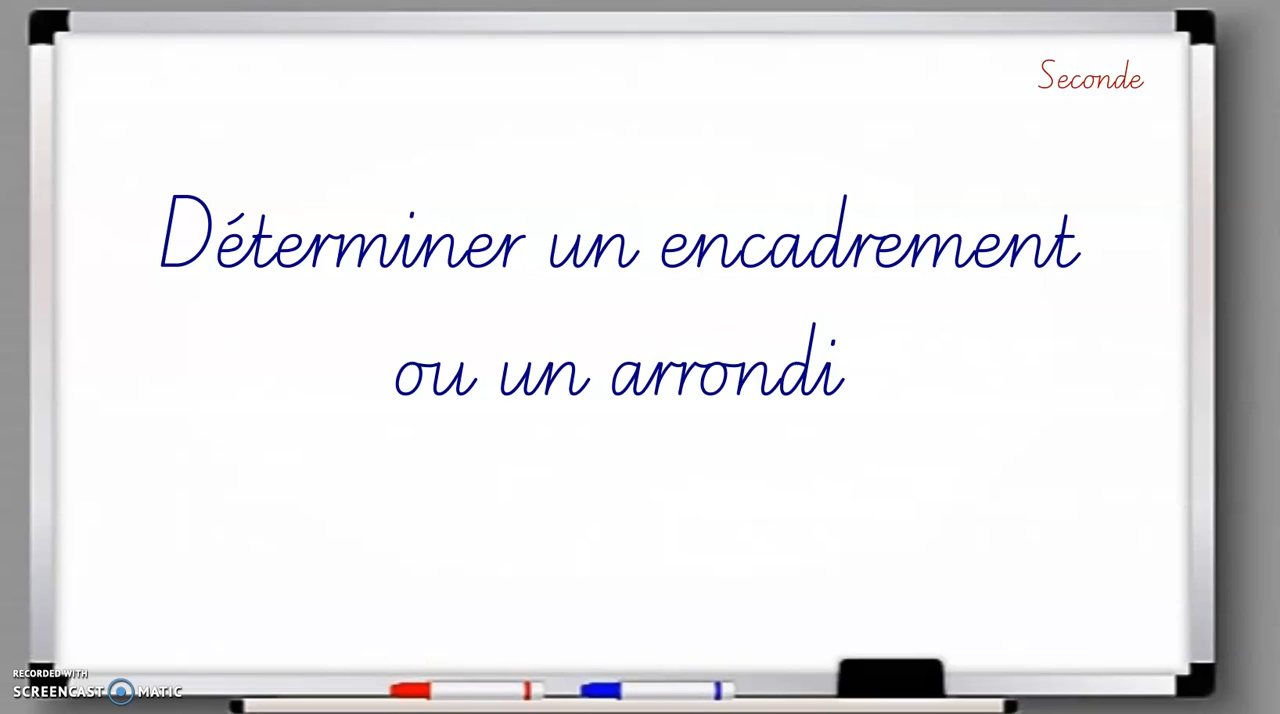 Seconde
Déterminer un encadrement
ou un arrondi
RECORDED WITH
SCREENCAST MATIC